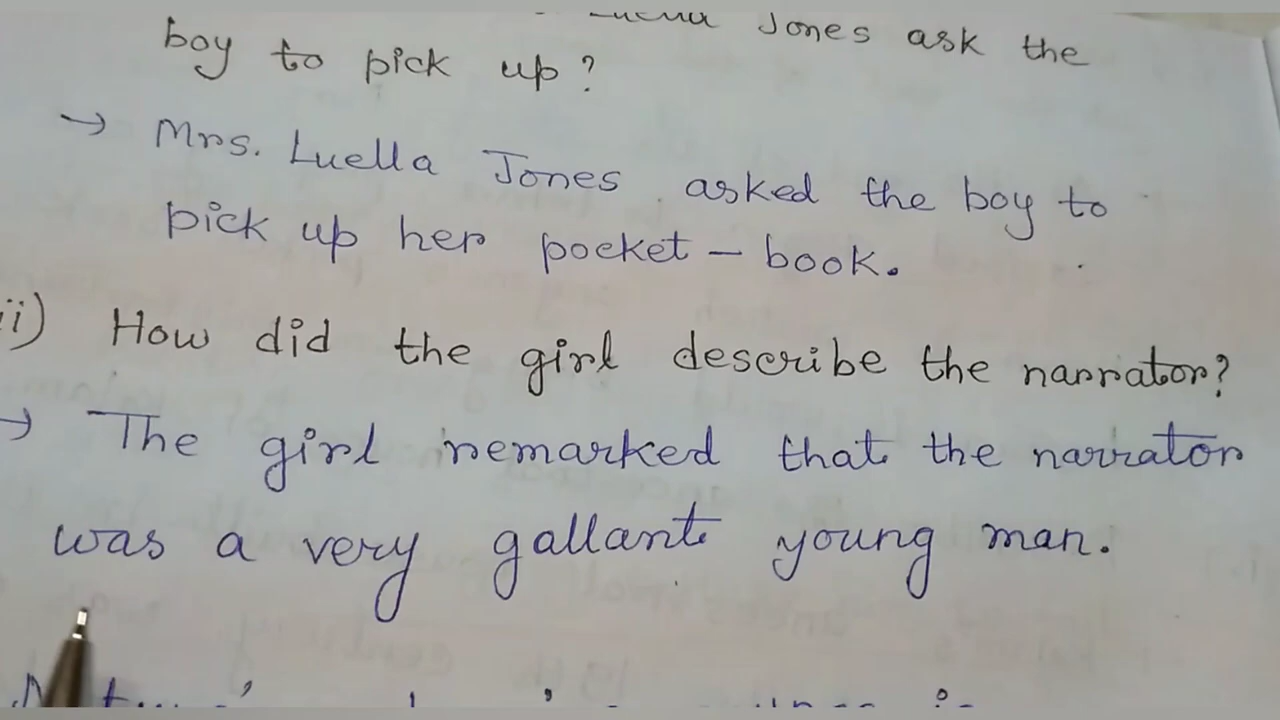 Luella Jones ask the
boy to pick up?
→ Mrs. Luella Jones asked the boy to
pick up her pocket - book.
ii) How did the girl describe the narrator?
→ The girl remarked that the narrator
was a very gallant young man.